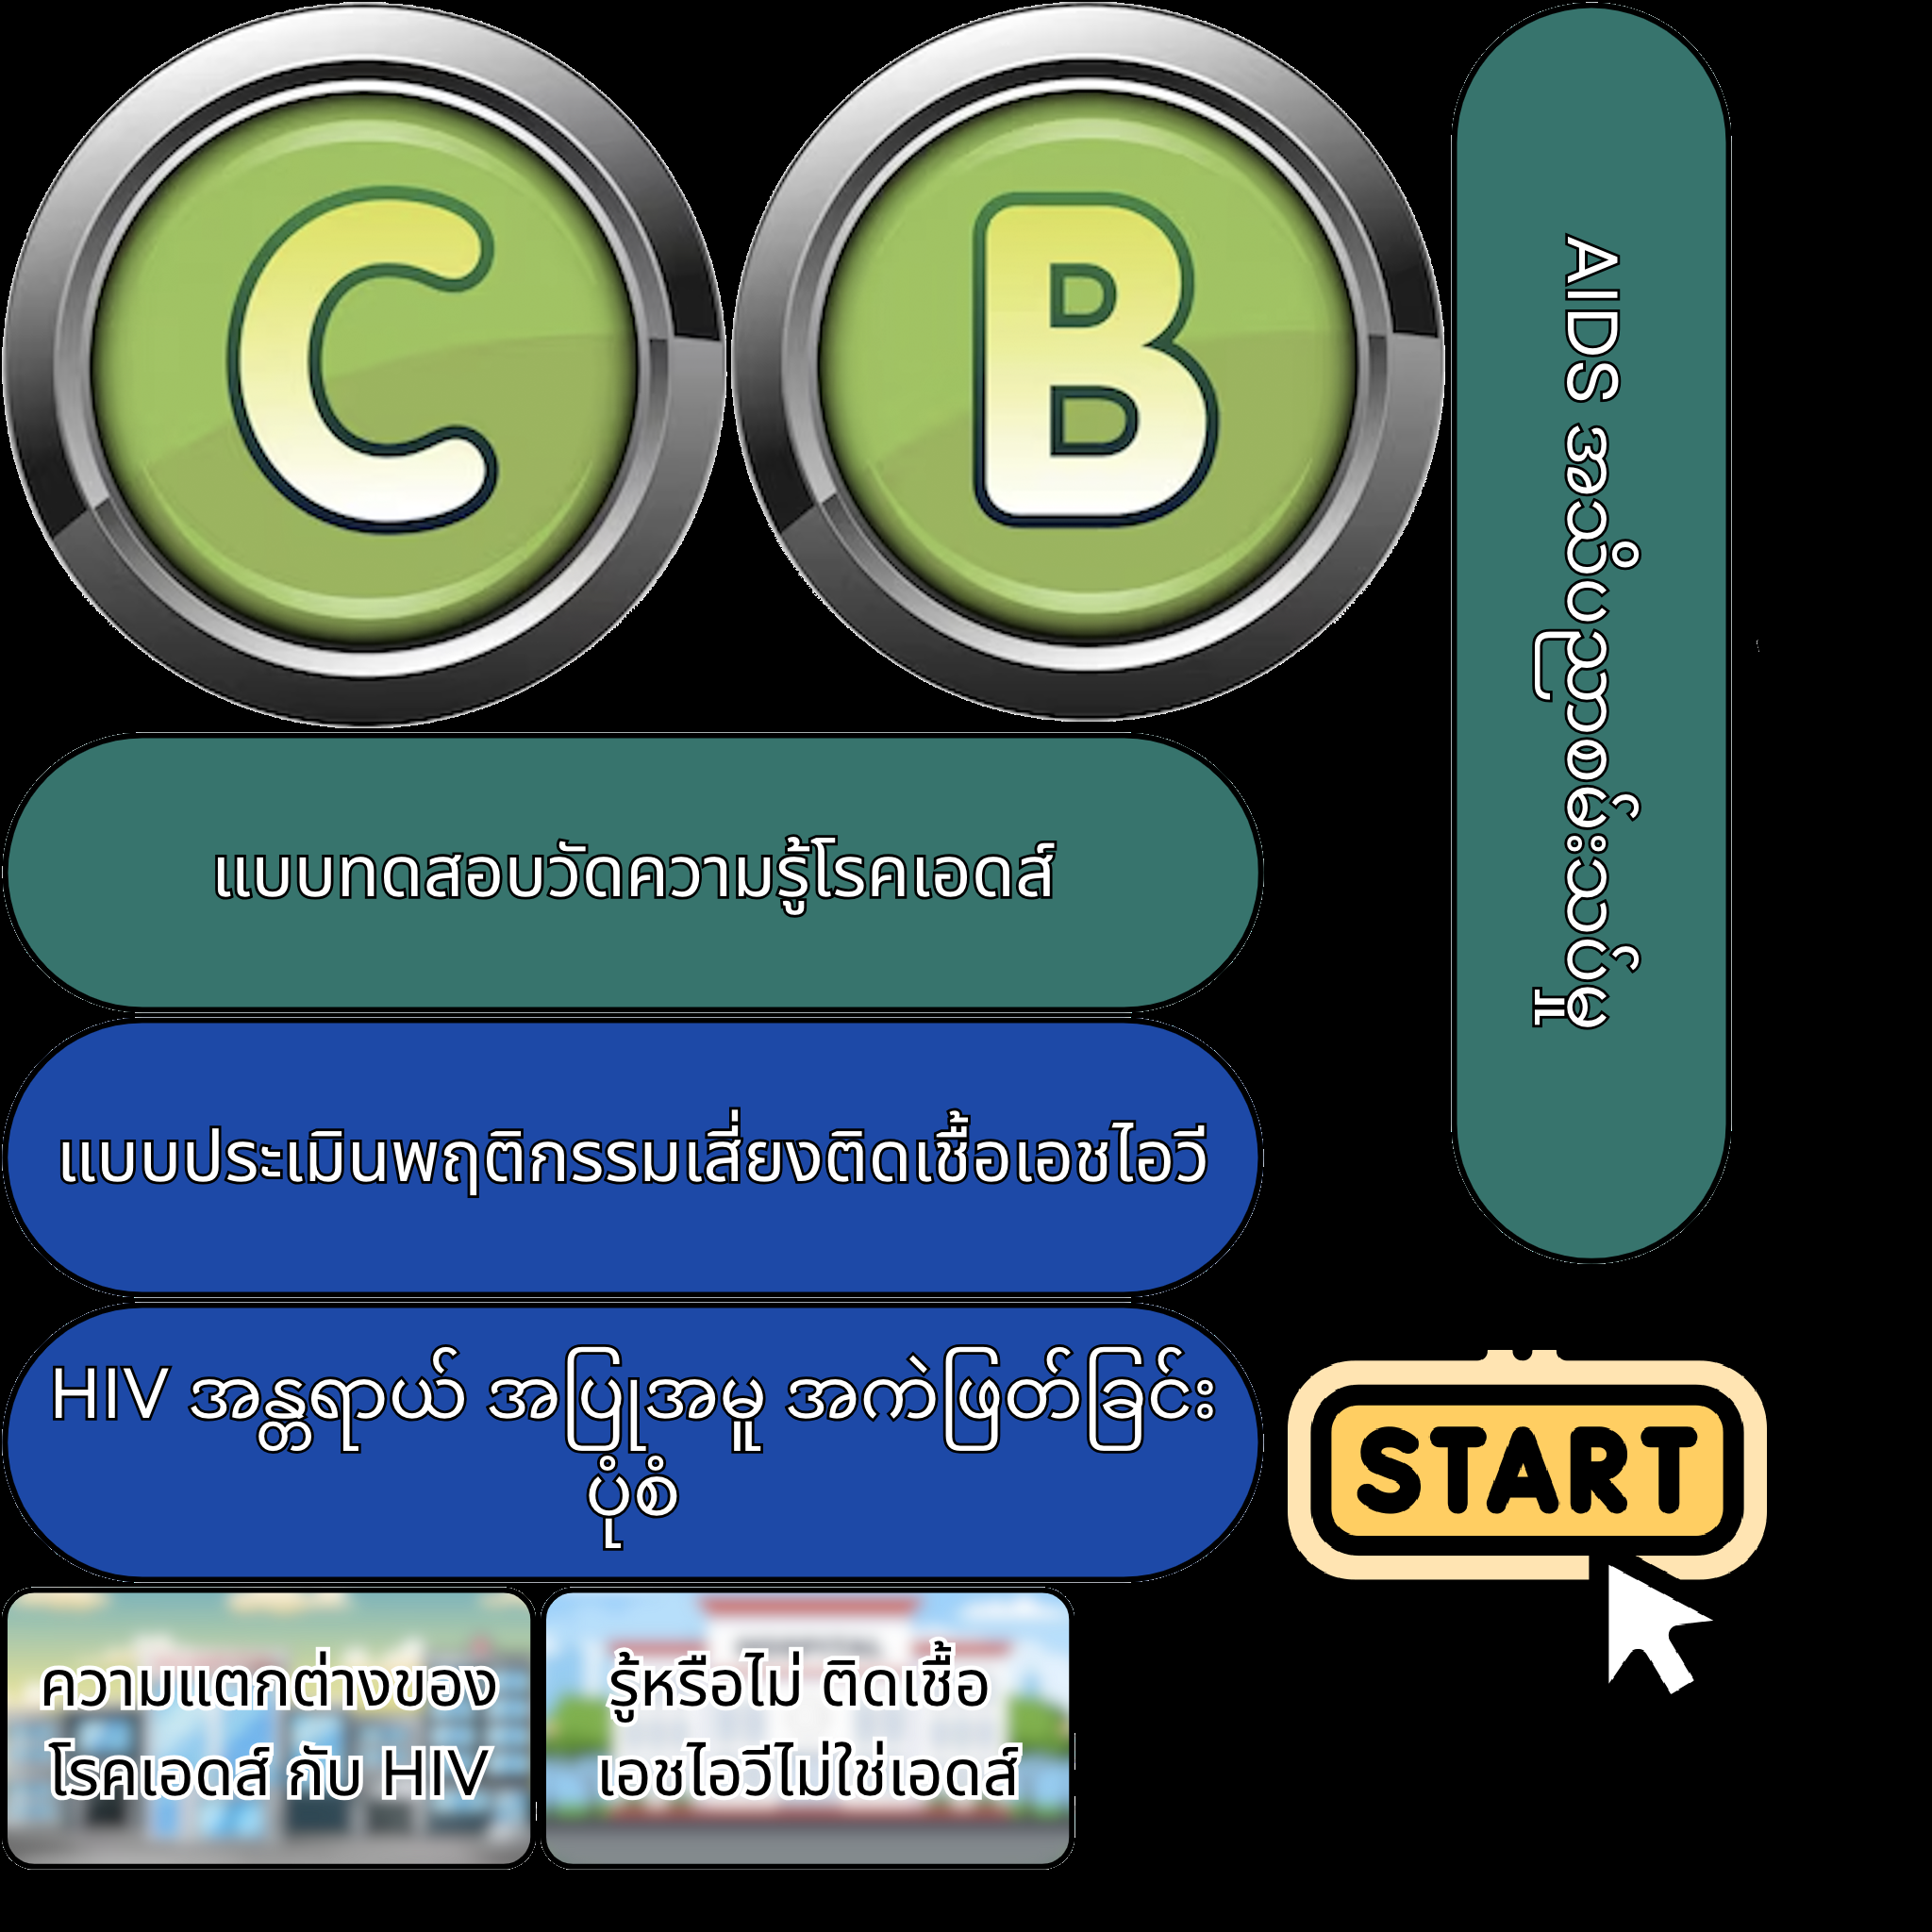 C
B
AIDS အသိပညာစစ်းသပ်မှု
แบบทดสอบวัดความรู้โรคเอดส์
แบบประเมินพฤติกรรมเสี่ยงติดเชื้อเอชไอวี
HIV အန္တရာယ် အပြုအမူ အကဲဖြတ်ခြင်း
ပုံစံ
START
ความแตกต่างของ
โรคเอดส์ กับ HIV
รู้หรือไม่ ติดเชื้อ
เอชไอวีไม่ใช่เอดส์